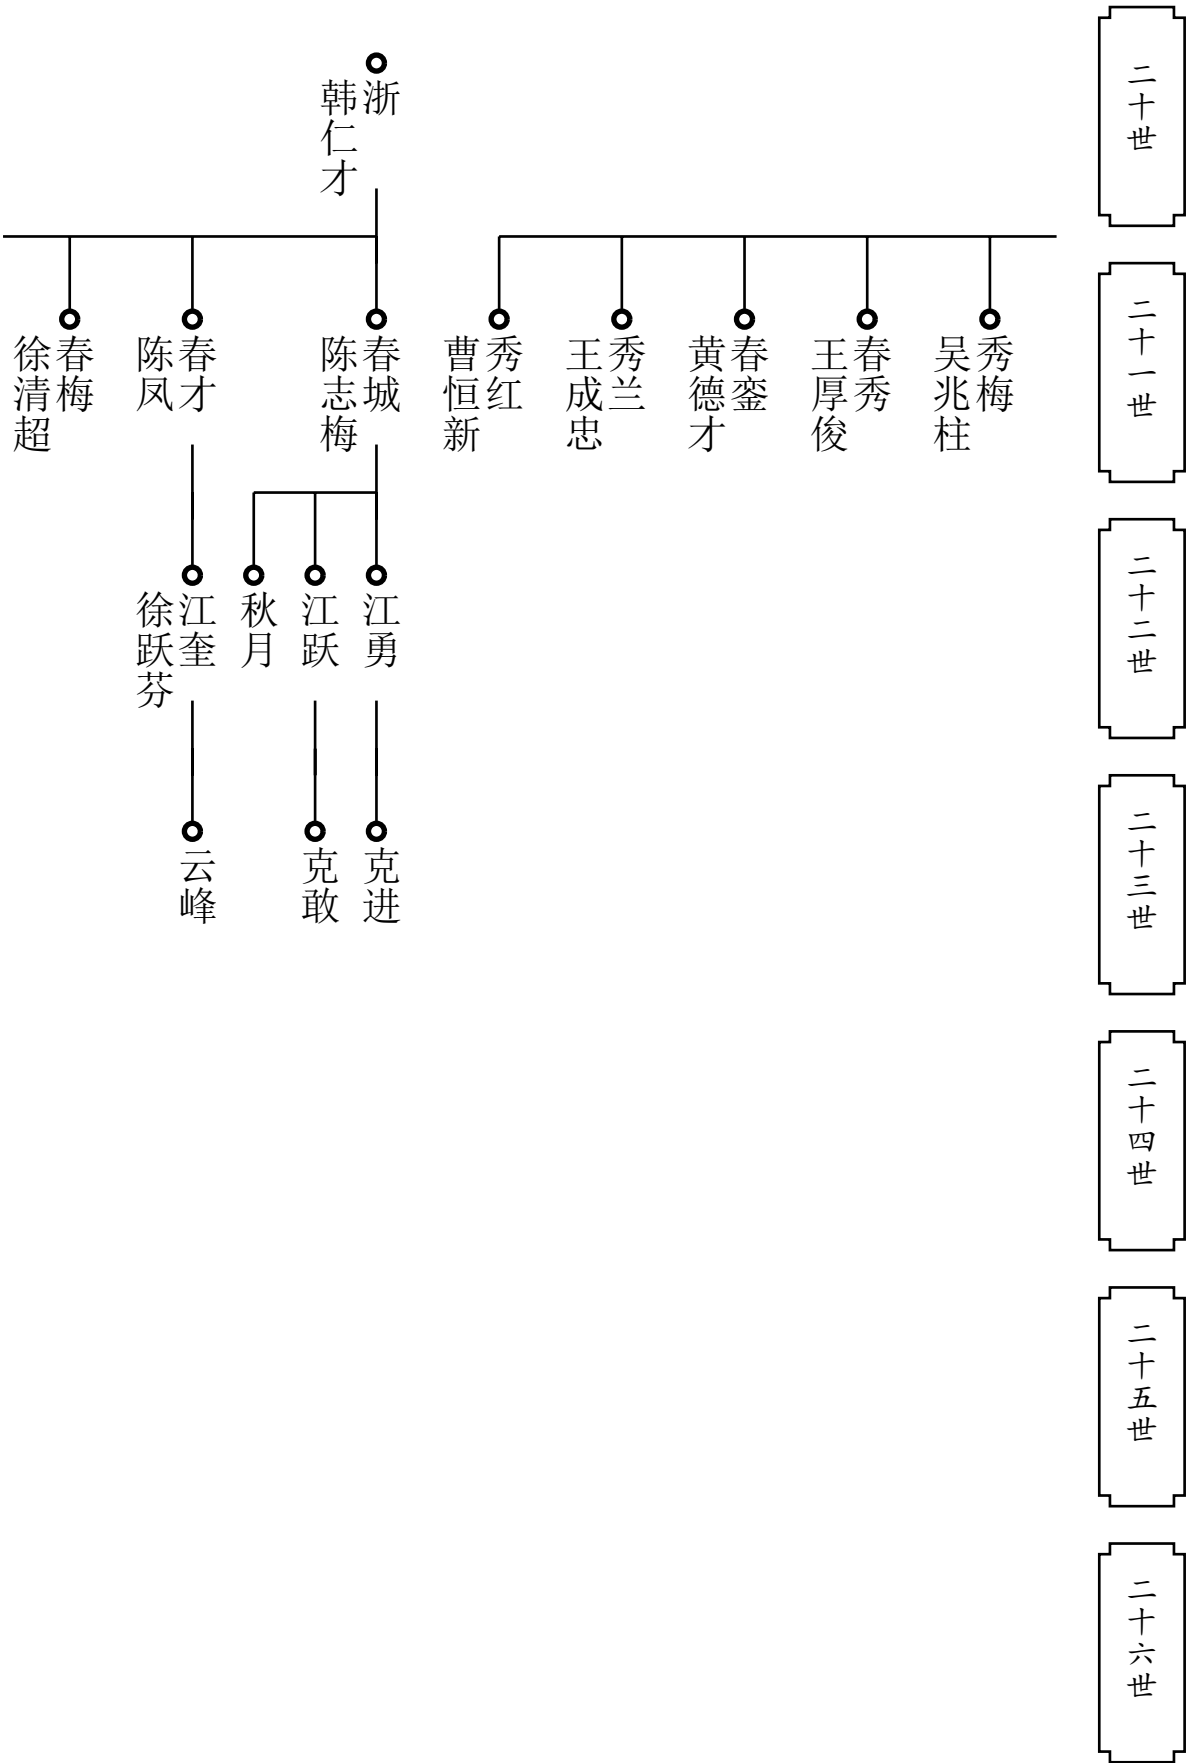 二十世
二十一世
二十二世
二十三世
二十四世
二十五世
二十六世
浙
韩仁才
秀梅
吴兆柱
春秀
王厚俊
春銮
黄德才
秀兰
王成忠
秀红
曹恒新
春城
陈志梅
春才
陈凤
春梅
徐清超
江勇
江跃
秋月
江奎
徐跃芬
克进
克敢
云峰